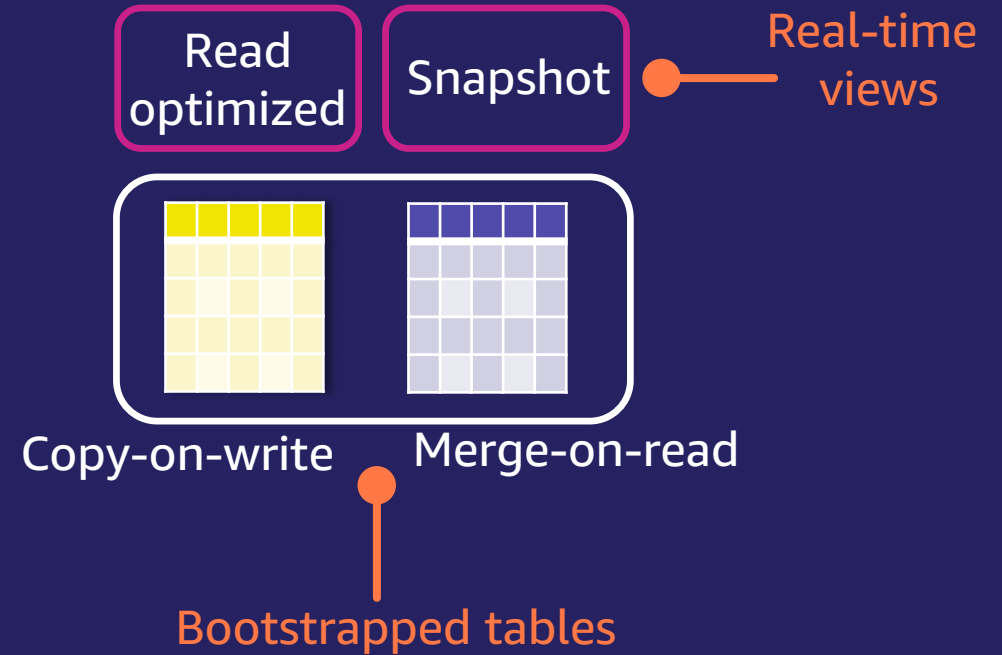 Read
optimized
Snapshot
Real-time
views
Copy-on-write
Merge-on-read
Bootstrapped tables